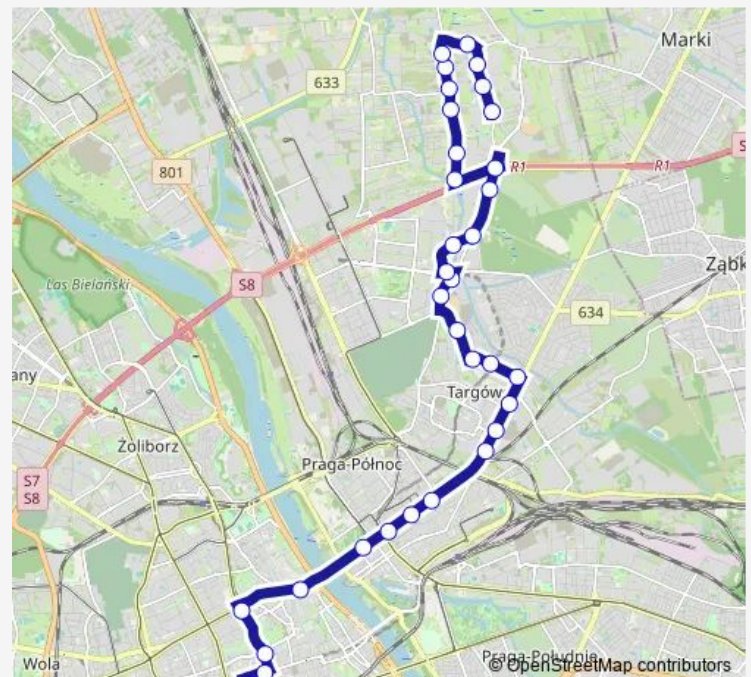 Marki
633
801
R1
R1
S
Las Bielański
S8
Ząbk
634
any
Targów
Żoliborz
Praga-Północ
S7
S8
Wola
Praga-Południe
© OpenStreetMap contributors